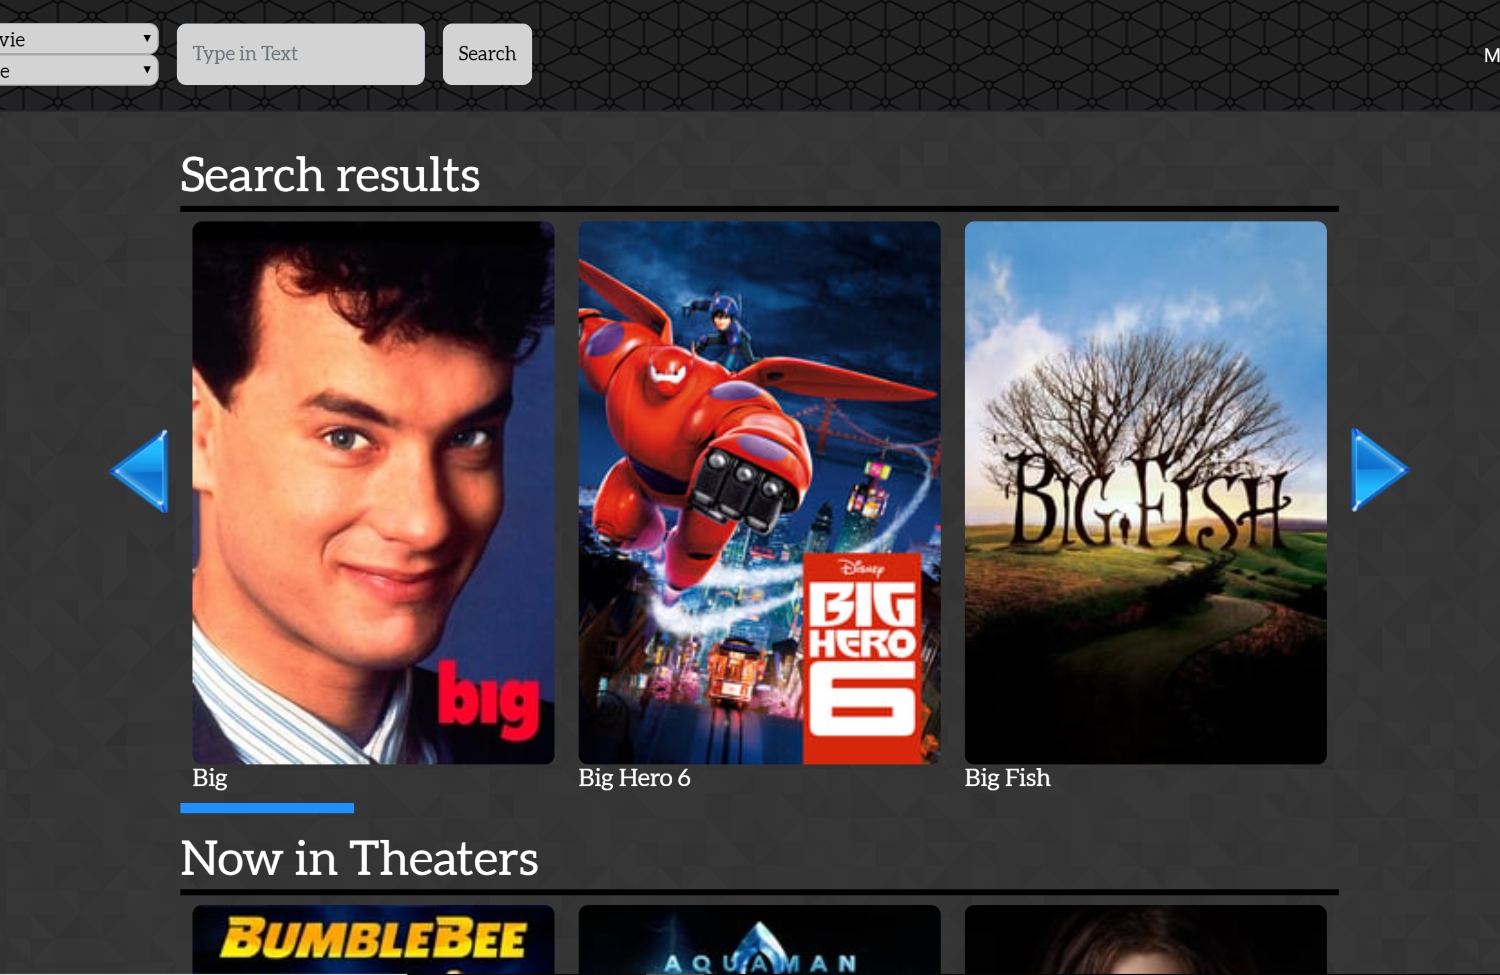 vie
e
Type in Text
Search
M
Search results
big
Disney
BIG
HERO
6
BIG FISH
Big
Big Hero 6
Big Fish
Now in Theaters
BUMBLEBEE
AQUAMAN